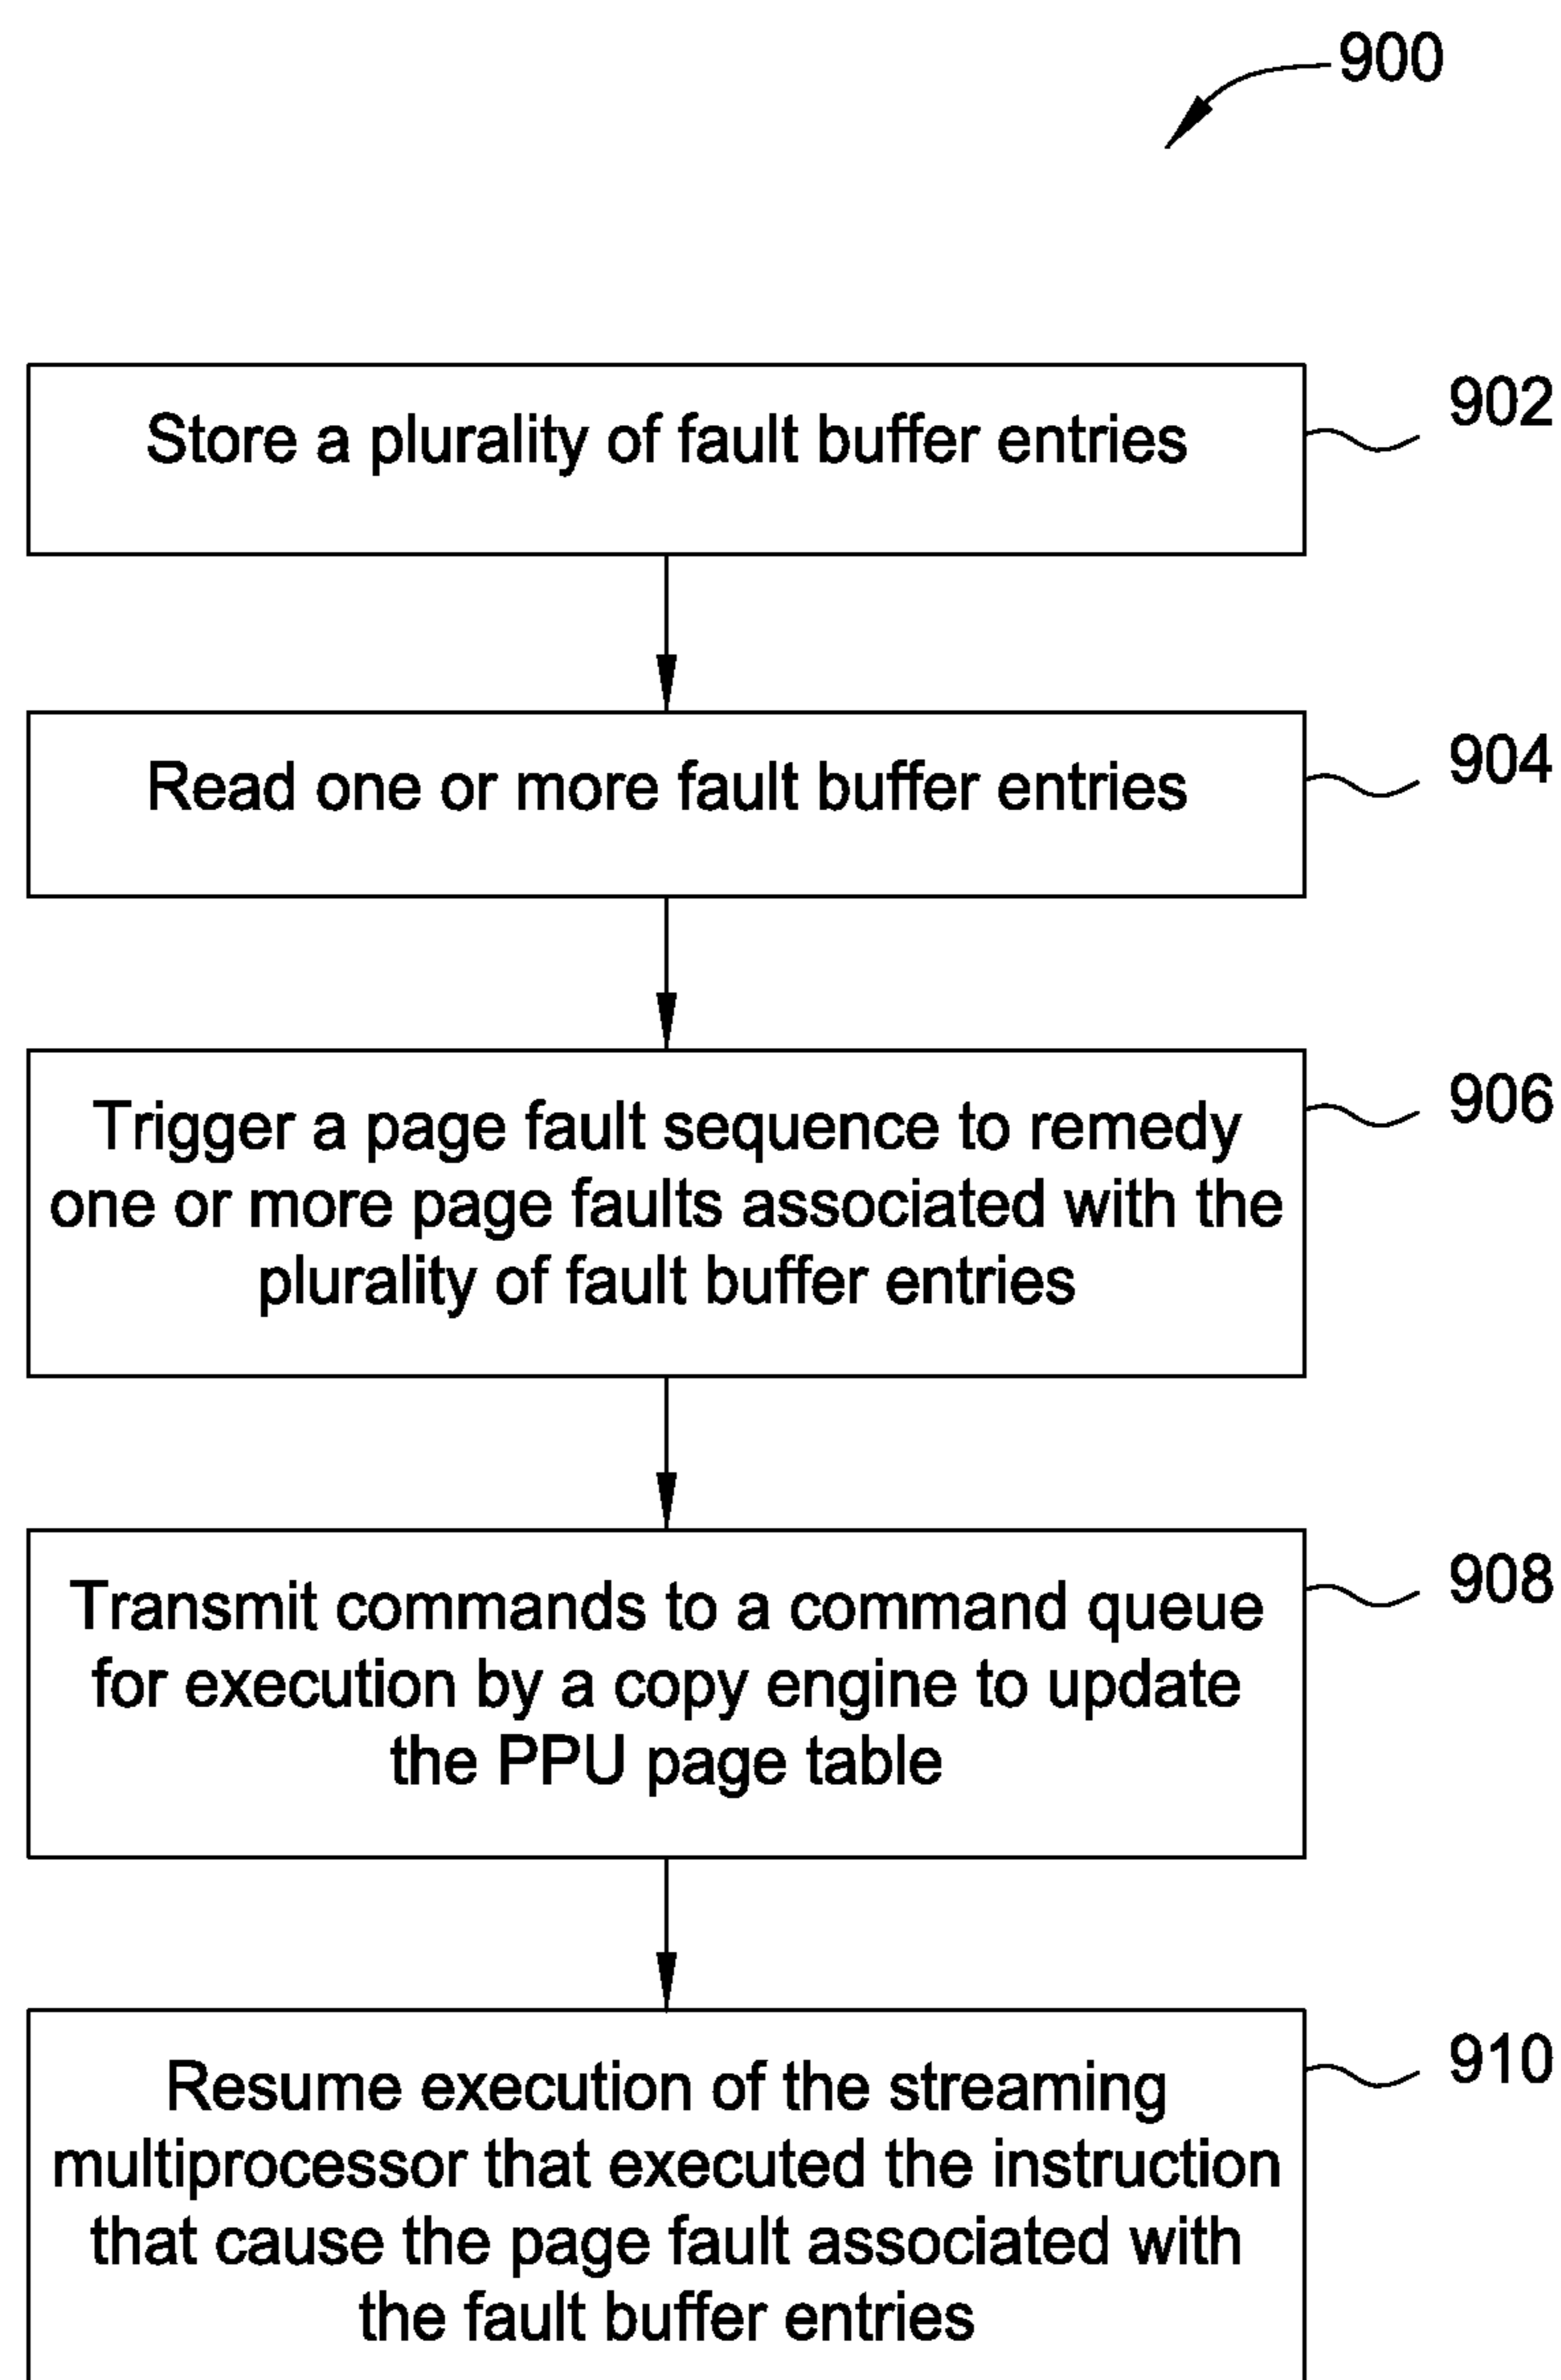 900
Store a plurality of fault buffer entries
902
Read one or more fault buffer entries
904
Trigger a page fault sequence to remedy
one or more page faults associated with the
plurality of fault buffer entries
906
Transmit commands to a command queue
for execution by a copy engine to update
the PPU page table
908
Resume execution of the streaming
multiprocessor that executed the instruction
that cause the page fault associated with
the fault buffer entries
910